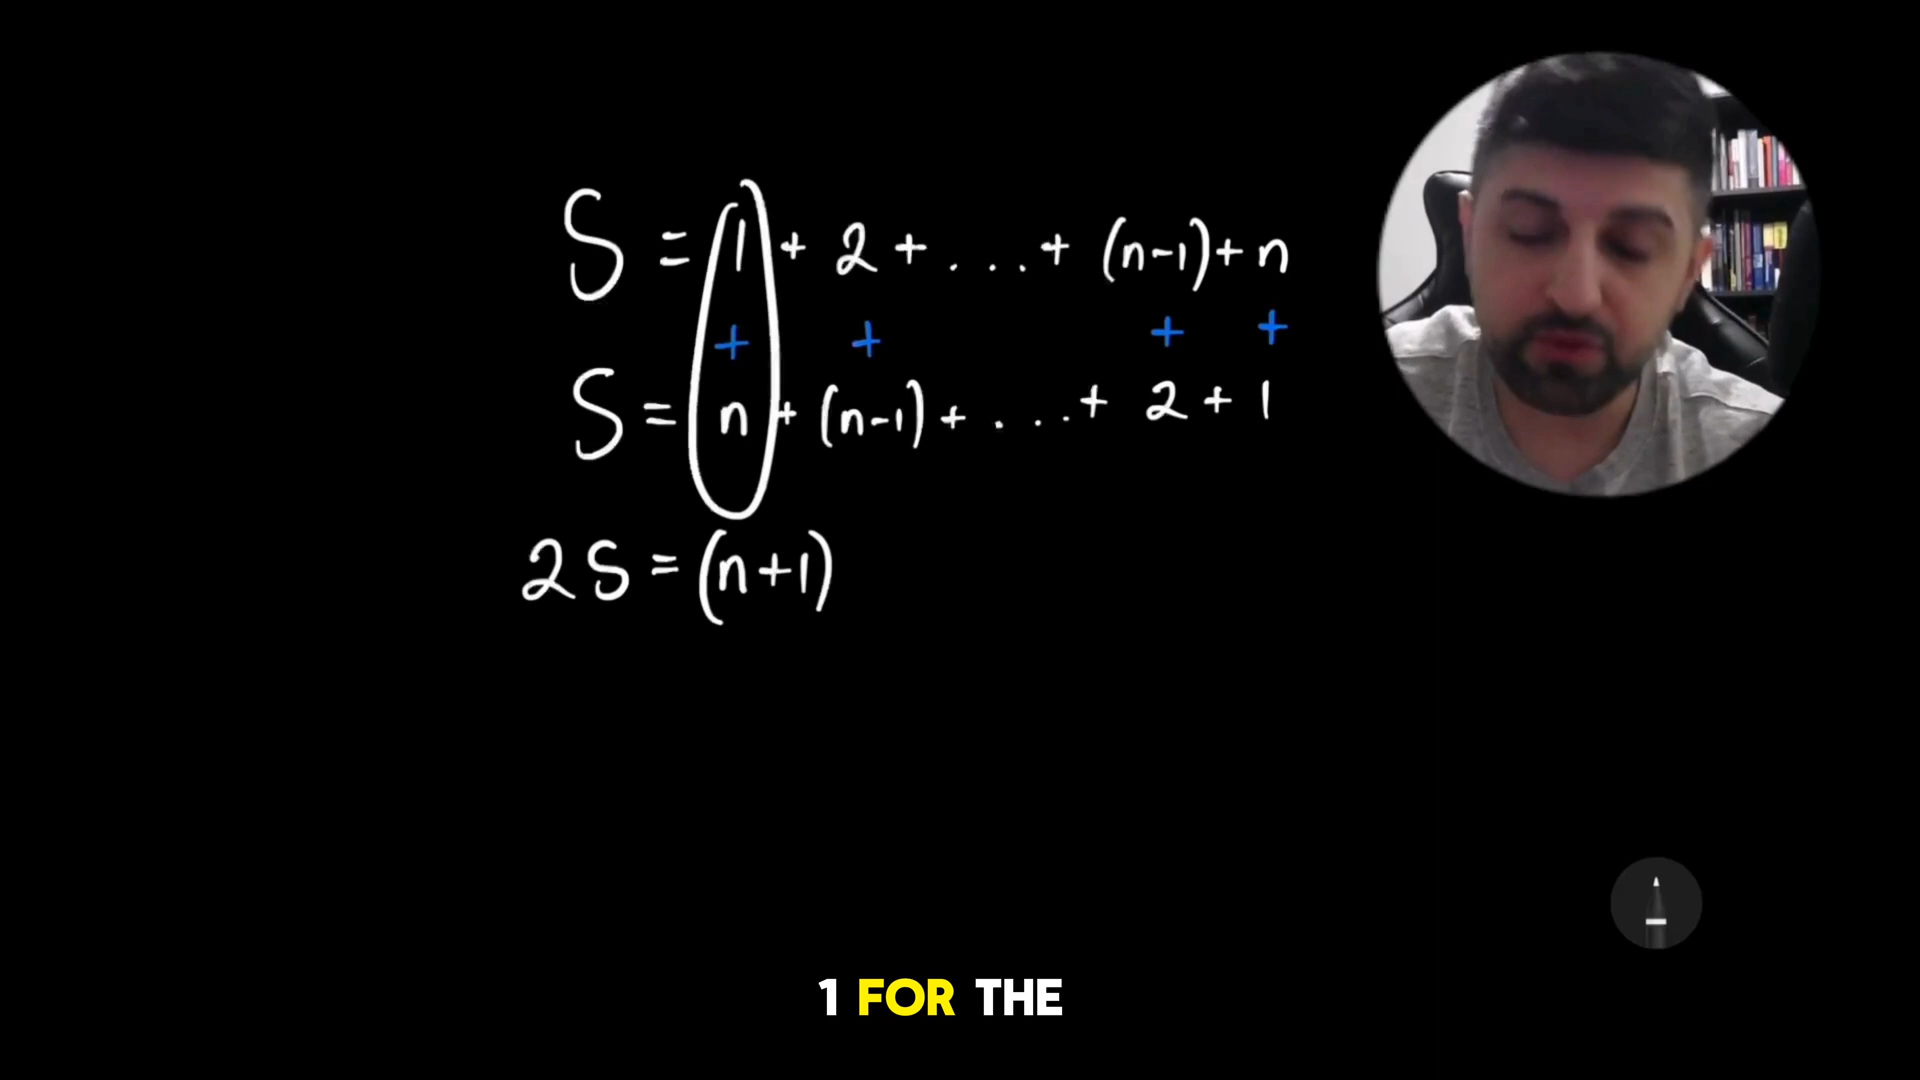 S = 1 + 2 + ... + (n-1) + n
+ + + +
S = n + (n-1) + ... + 2 + 1
2S = (n+1)
1 FOR THE